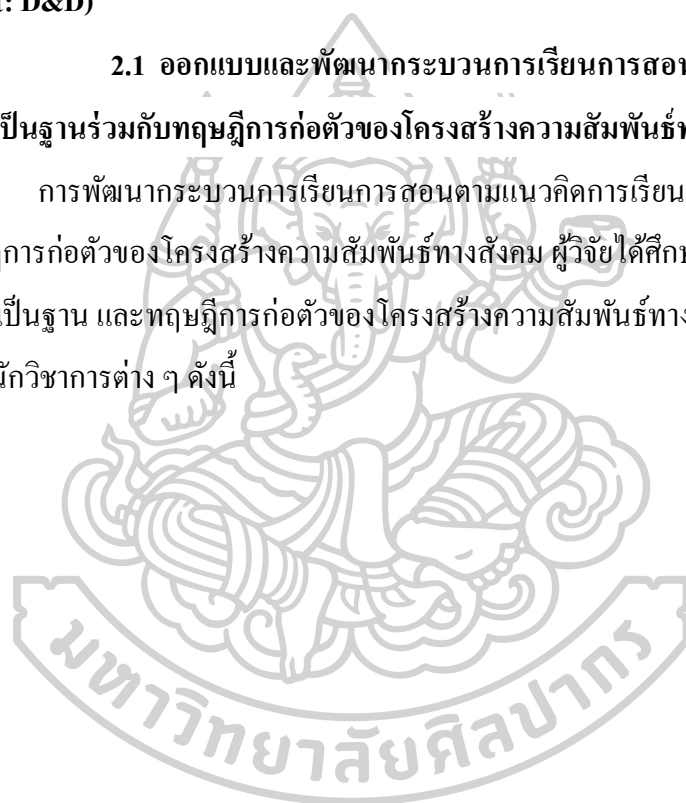 : D&D)
2.1 ออกแบบและพัฒนากระบวนการเรียนการสอน
เป็นฐานร่วมกับทฤษฎีการก่อตัวของโครงสร้างความสัมพันธ์
การพัฒนากระบวนการเรียนการสอนตามแนวคิดการเรียน
การก่อตัวของโครงสร้างความสัมพันธ์ทางสังคม ผู้วิจัยได้ศึกษ
เป็นฐาน และทฤษฎีการก่อตัวของโครงสร้างความสัมพันธ์ทาง
นักวิชาการต่าง ๆ ดังนี้
มหาวิทยาลัยศิลปากร